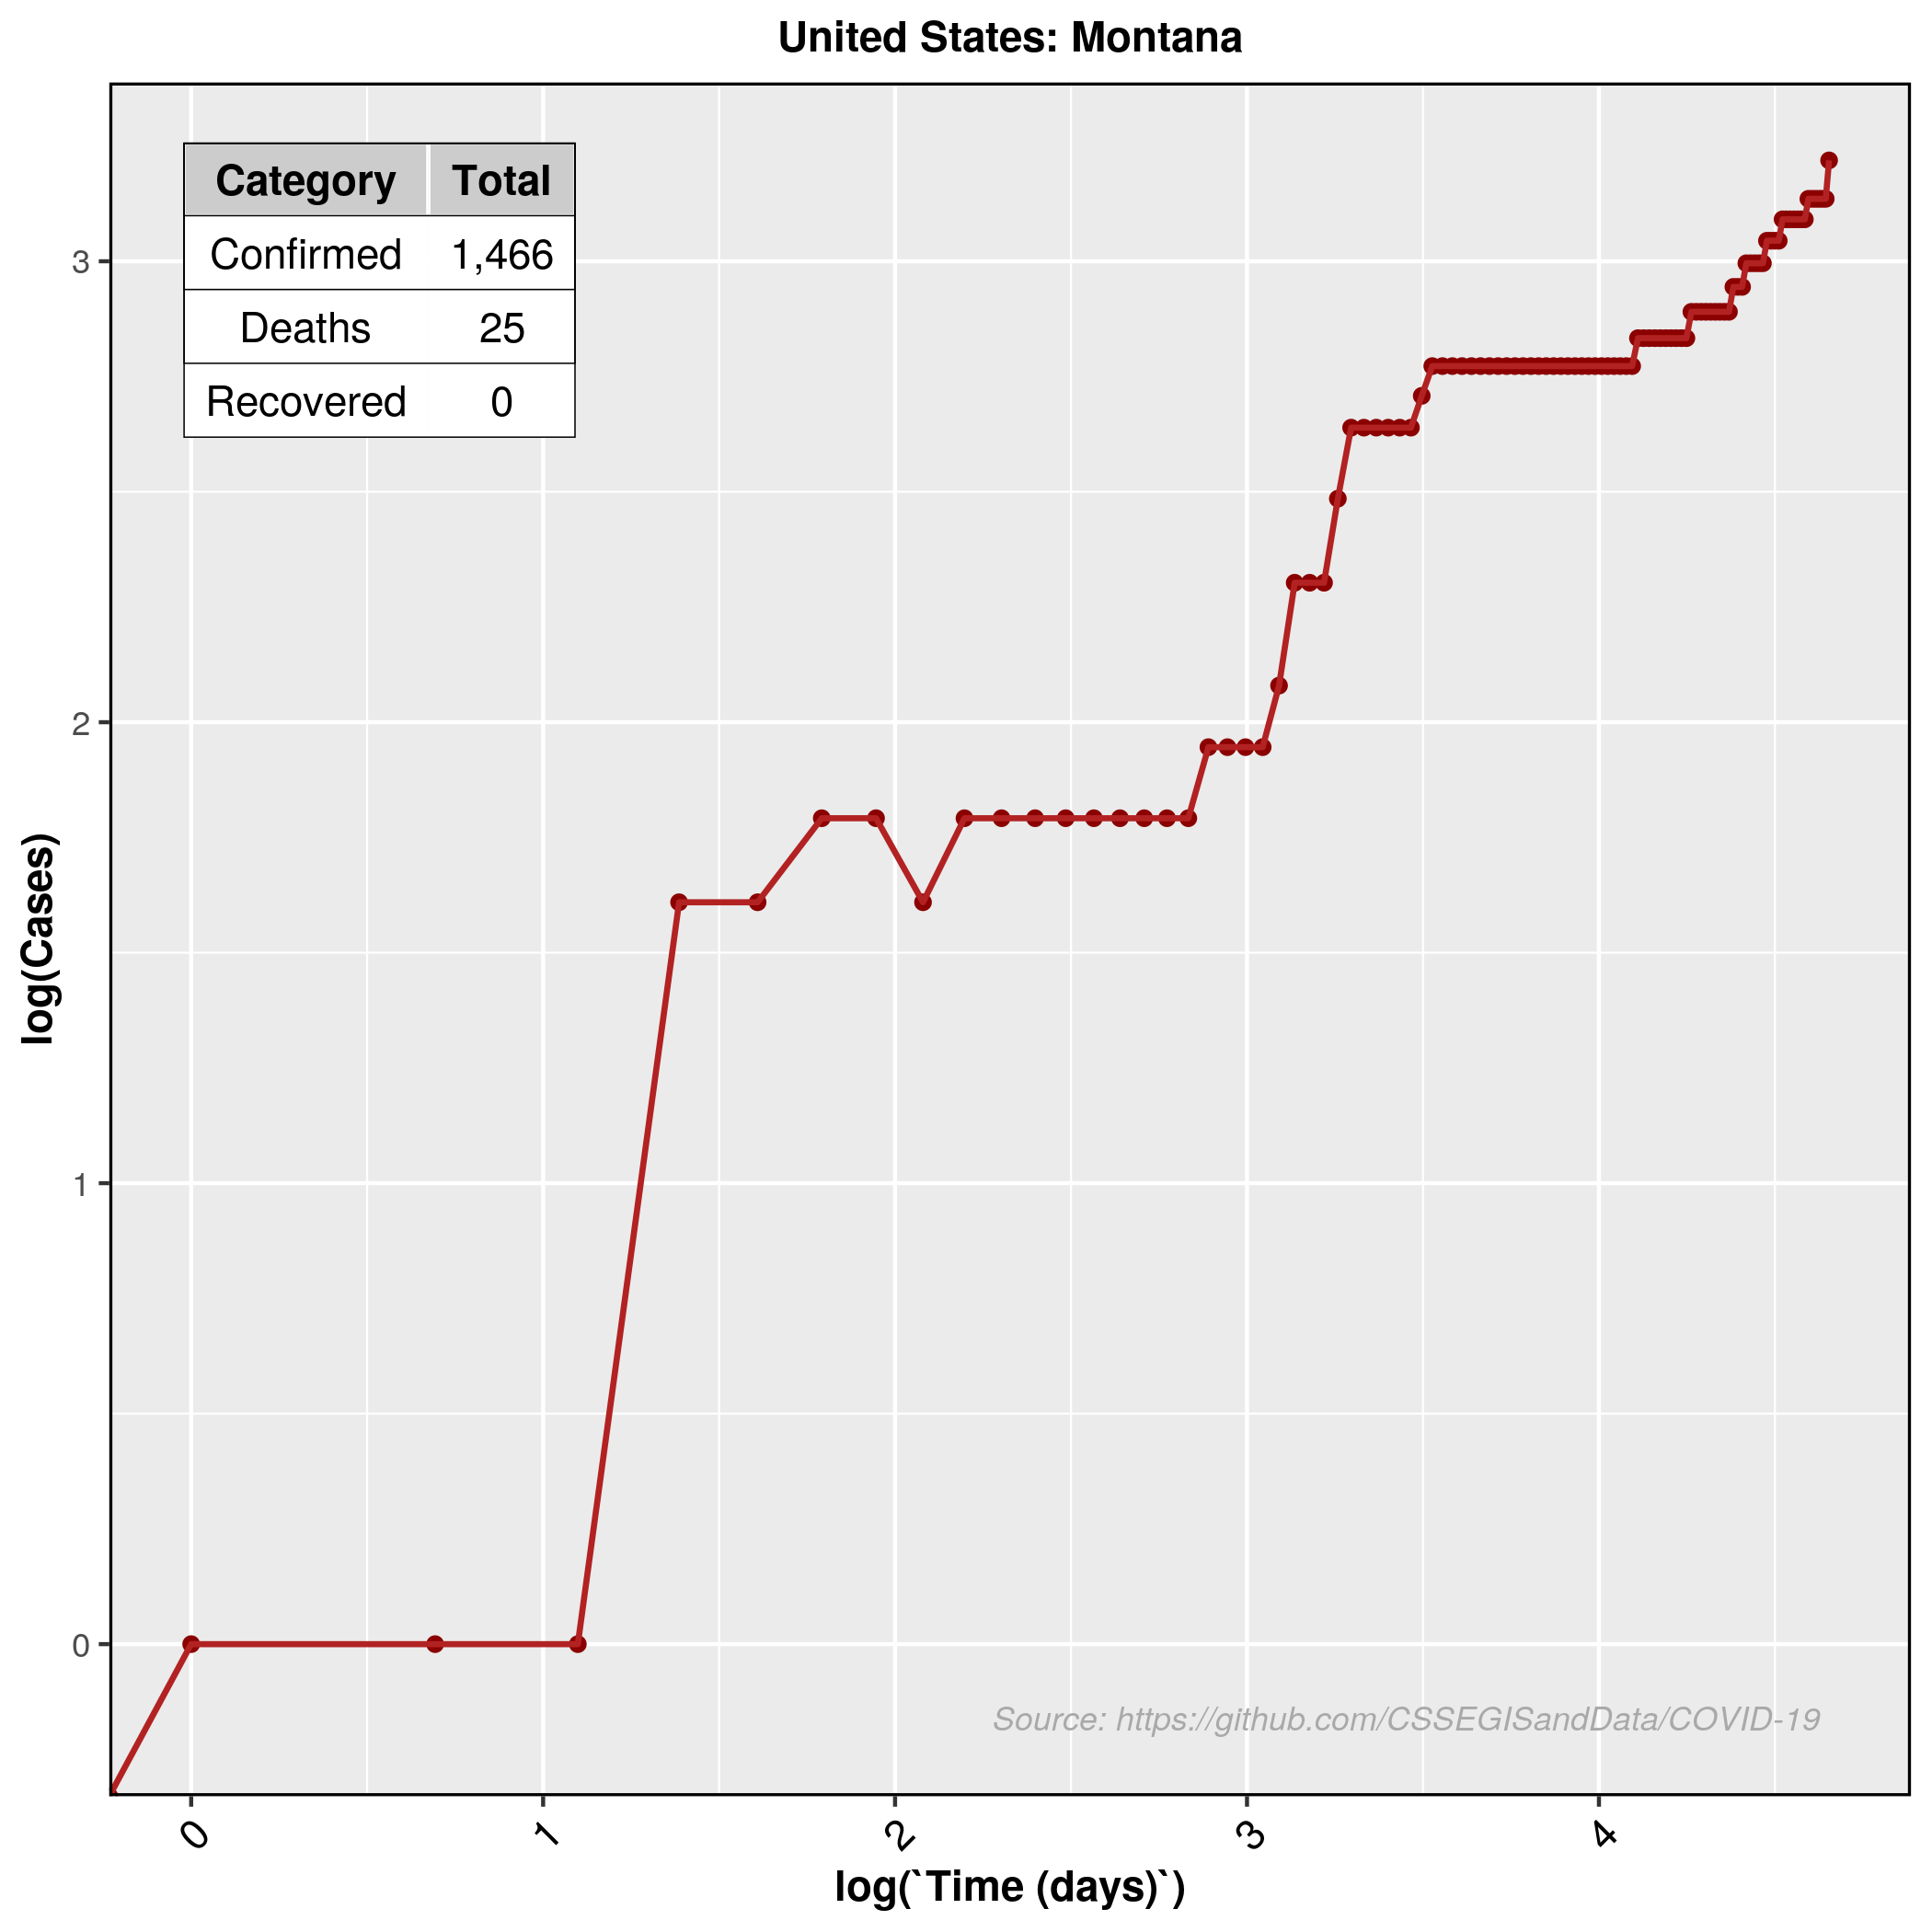 United States: Montana
Category Total
Confirmed 1,466
Deaths 25
Recovered 0
3
2
1
0
log(Cases)
Source: https://github.com/CSSEGISandData/COVID-19
0 1 2 3 4
log(`Time (days)`)